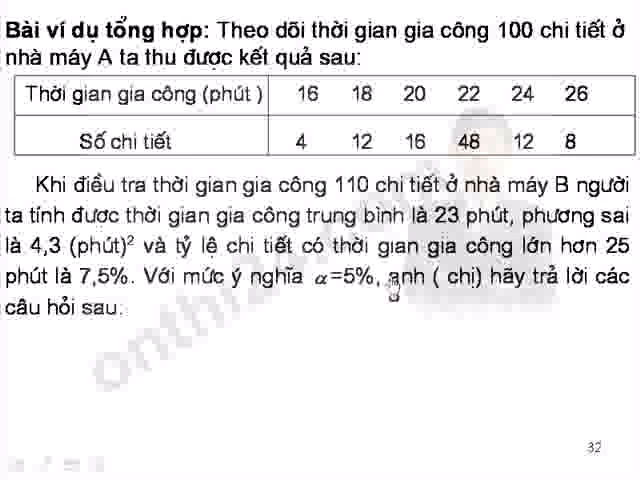 Bài ví dụ tổng hợp: Theo dõi thời gian gia công 100 chi tiết ở
nhà máy A ta thu được kết quả sau:
Thời gian gia công (phút ) 16 18 20 22 24 26
Số chi tiết 4 12 16 48 12 8
Khi điều tra thời gian gia công 110 chi tiết ở nhà máy B người
ta tính được thời gian gia công trung bình là 23 phút, phương sai
là 4,3 (phút)² và tỷ lệ chi tiết có thời gian gia công lớn hơn 25
phút là 7,5%. Với mức ý nghĩa α=5%, anh ( chị) hãy trả lời các
câu hỏi sau:
32